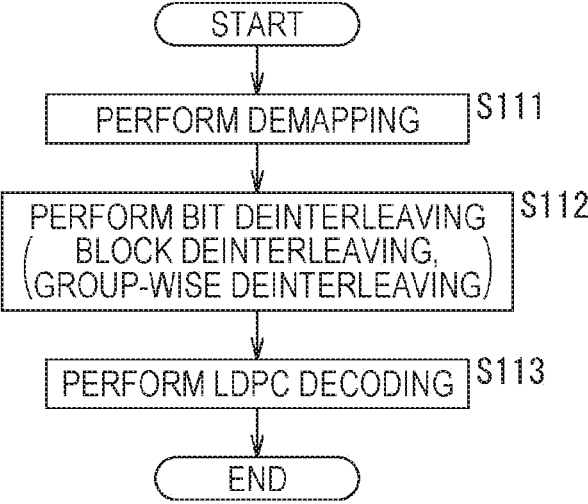 START
PERFORM DEMAPPING S111
PERFORM BIT DEINTERLEAVING S112
(BLOCK DEINTERLEAVING,
GROUP-WISE DEINTERLEAVING)
PERFORM LDPC DECODING S113
END